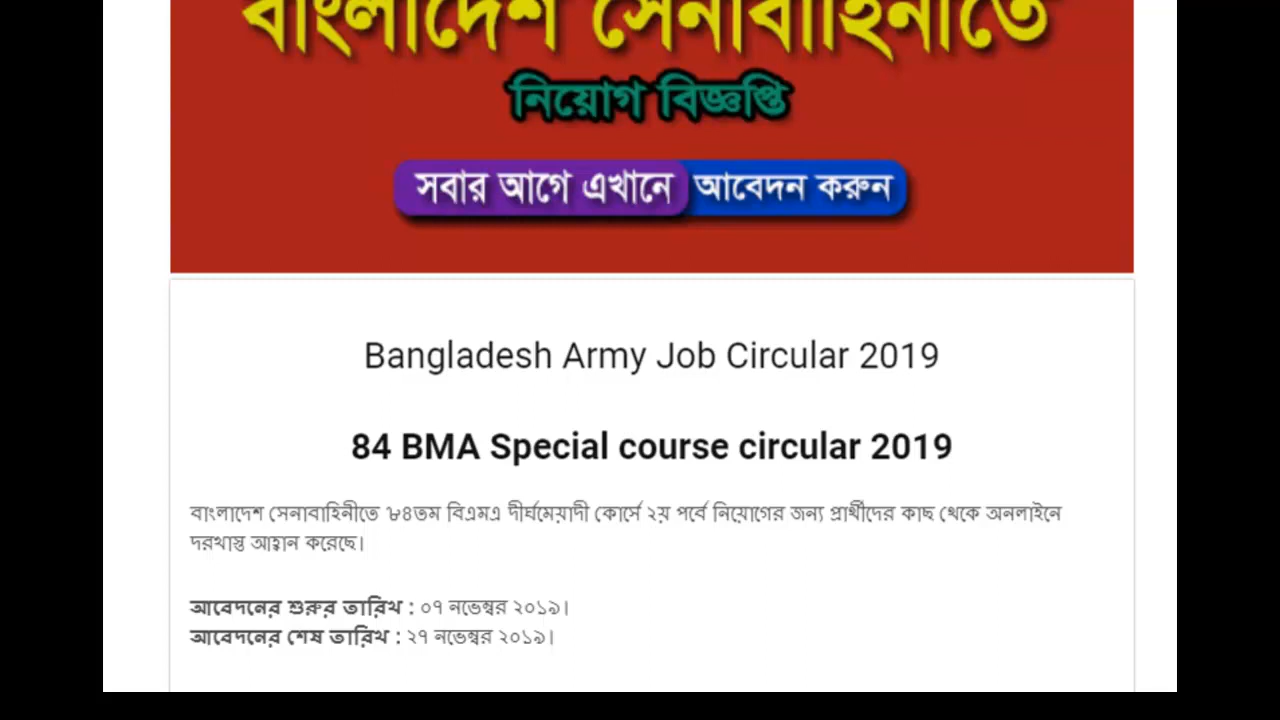 বাংলাদেশ সেনাবাহিনীতে
নিয়োগ বিজ্ঞপ্তি
সবার আগে এখানে আবেদন করুন
Bangladesh Army Job Circular 2019
84 BMA Special course circular 2019
বাংলাদেশ সেনাবাহিনীতে ৮৪তম বিএমএ দীর্ঘমেয়াদী কোর্সে ২য় পর্বে নিয়োগের জন্য প্রার্থীদের কাছ থেকে অনলাইনে
দরখাস্ত আহ্বান করেছে।
আবেদনের শুরুর তারিখ : ০৭ নভেম্বর ২০১৯।
আবেদনের শেষ তারিখ : ২৭ নভেম্বর ২০১৯।